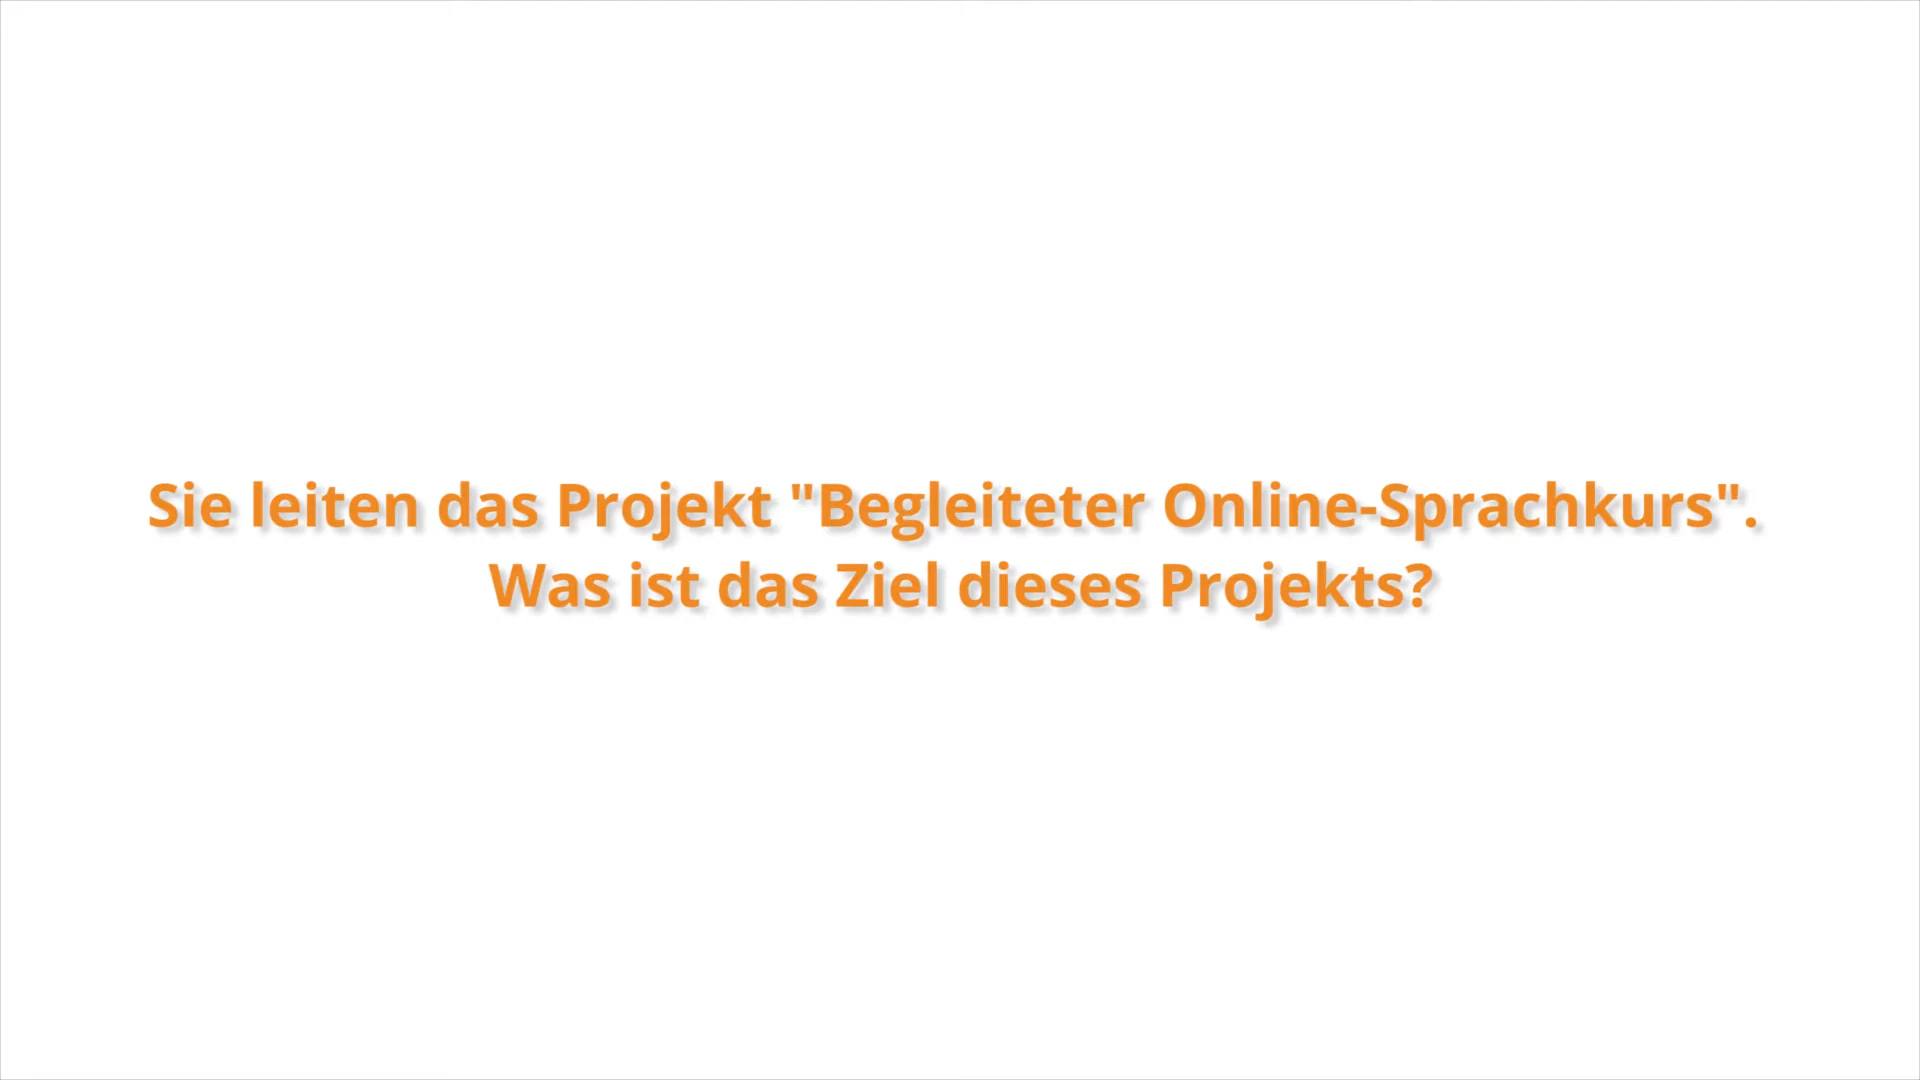 Sie leiten das Projekt "Begleiteter Online-Sprachkurs".
Was ist das Ziel dieses Projekts?